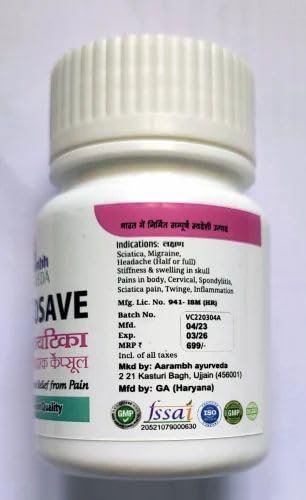 भारत में निर्मित सम्पूर्ण स्वदेशी उत्पाद
Indications: लक्षण
Sciatica, Migraine,
Headache (Half or full)
Stiffness & swelling in skull
Pains in body, Cervical, Spondylitis,
Sciatica pain, Twinge, Inflammation
Mfg. Lic. No. 941- ISM (HR)
Batch No. VC220304A
Mfd. 04/23
Exp. 03/26
MRP ₹ 699/-
Incl. of all taxes
Mkd by: Aarambh ayurveda
2 21 Kasturi Bagh, Ujjain (456001)
Mfd by: GA (Haryana)
GMP fssai ISO GMP
20521079000630
mbh
VEDA
SAVE
टिका
कैप्सूल
Relief from Pain
Quality